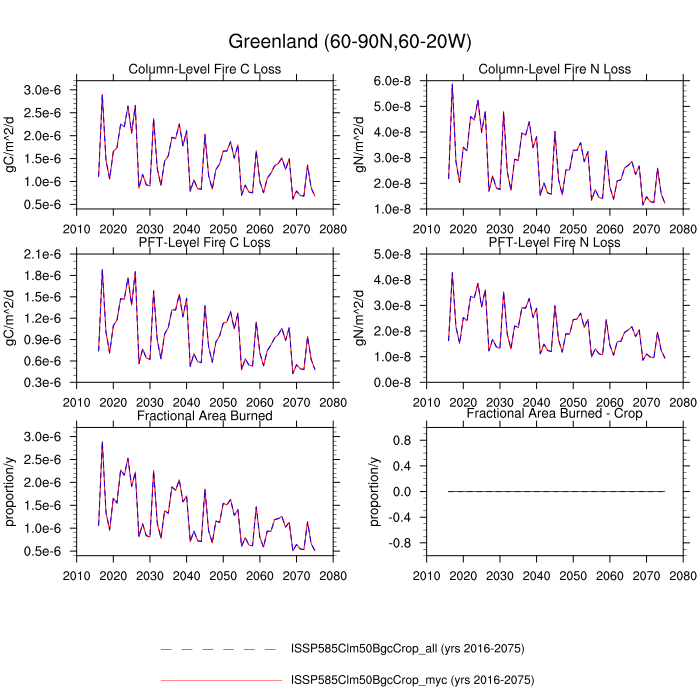 Greenland (60-90N,60-20W)
Column-Level Fire C Loss
Column-Level Fire N Loss
gC/m^2/d
3.0e-6
2.5e-6
2.0e-6
1.5e-6
1.0e-6
0.5e-6
2010 2020 2030 2040 2050 2060 2070 2080
gN/m^2/d
6.0e-8
5.0e-8
4.0e-8
3.0e-8
2.0e-8
1.0e-8
2010 2020 2030 2040 2050 2060 2070 2080
PFT-Level Fire C Loss
PFT-Level Fire N Loss
gC/m^2/d
2.1e-6
1.8e-6
1.5e-6
1.2e-6
0.9e-6
0.6e-6
0.3e-6
2010 2020 2030 2040 2050 2060 2070 2080
gN/m^2/d
5.0e-8
4.0e-8
3.0e-8
2.0e-8
1.0e-8
0.0e-8
2010 2020 2030 2040 2050 2060 2070 2080
Fractional Area Burned
Fractional Area Burned - Crop
proportion/y
3.0e-6
2.5e-6
2.0e-6
1.5e-6
1.0e-6
0.5e-6
2010 2020 2030 2040 2050 2060 2070 2080
proportion/y
0.8
0.4
0.0
-0.4
-0.8
2010 2020 2030 2040 2050 2060 2070 2080
ISSP585Clm50BgcCrop_all (yrs 2016-2075)
ISSP585Clm50BgcCrop_myc (yrs 2016-2075)